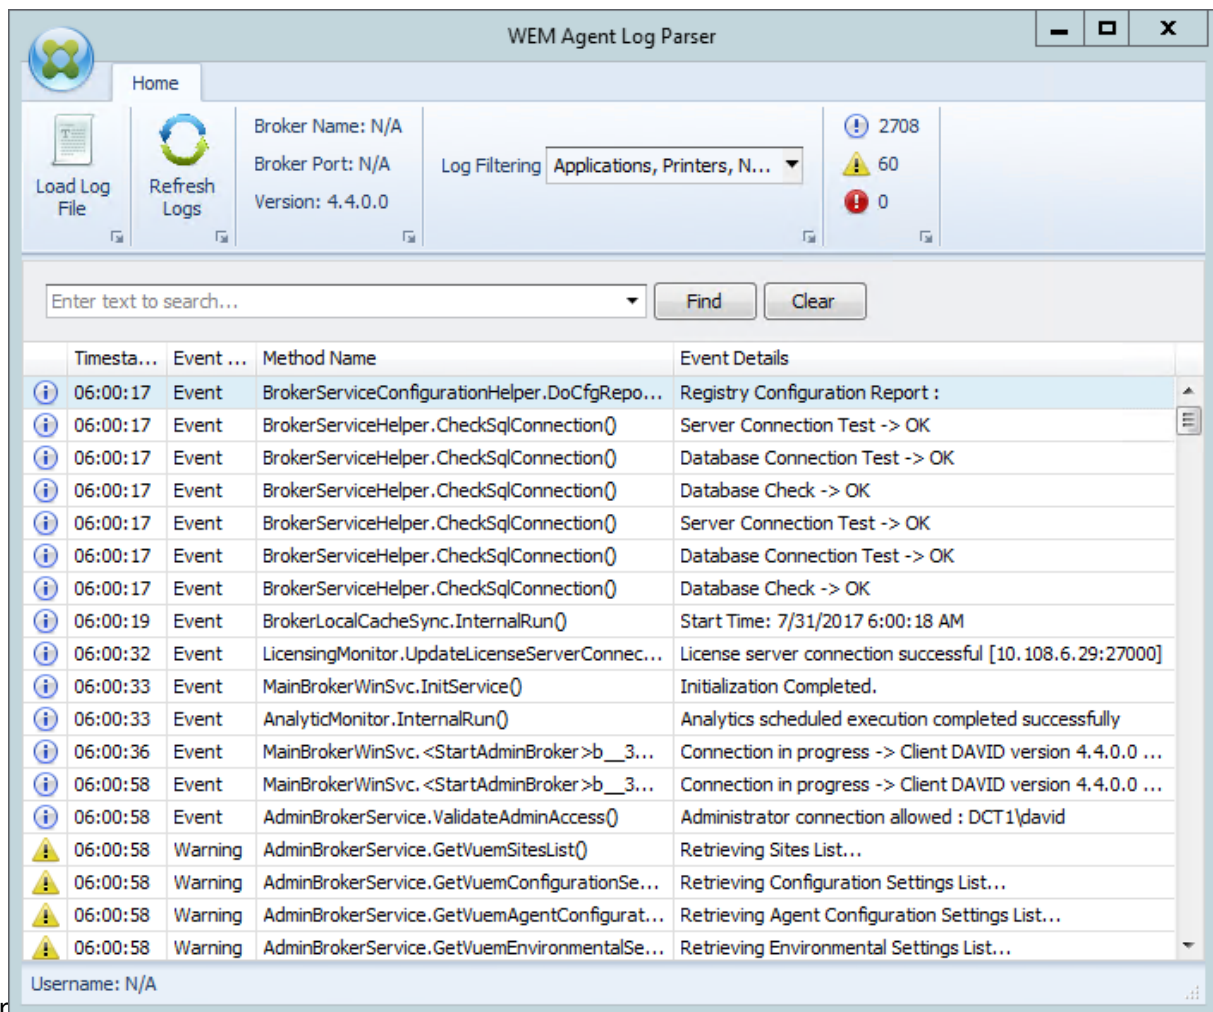 WEM Agent Log Parser
Home
Load Log File
Refresh Logs
Broker Name: N/A
Broker Port: N/A
Version: 4.4.0.0
Log Filtering Applications, Printers, N...
2708
60
0
Enter text to search...
Find
Clear
Timesta... Event ... Method Name Event Details
06:00:17 Event BrokerServiceConfigurationHelper.DoCfgRepo... Registry Configuration Report :
06:00:17 Event BrokerServiceHelper.CheckSqlConnection() Server Connection Test -> OK
06:00:17 Event BrokerServiceHelper.CheckSqlConnection() Database Connection Test -> OK
06:00:17 Event BrokerServiceHelper.CheckSqlConnection() Database Check -> OK
06:00:17 Event BrokerServiceHelper.CheckSqlConnection() Server Connection Test -> OK
06:00:17 Event BrokerServiceHelper.CheckSqlConnection() Database Connection Test -> OK
06:00:17 Event BrokerServiceHelper.CheckSqlConnection() Database Check -> OK
06:00:19 Event BrokerLocalCacheSync.InternalRun() Start Time: 7/31/2017 6:00:18 AM
06:00:32 Event LicensingMonitor.UpdateLicenseServerConnec... License server connection successful [10.108.6.29:27000]
06:00:33 Event MainBrokerWinSvc.InitService() Initialization Completed.
06:00:33 Event AnalyticMonitor.InternalRun() Analytics scheduled execution completed successfully
06:00:36 Event MainBrokerWinSvc.<StartAdminBroker>b__3... Connection in progress -> Client DAVID version 4.4.0.0 ...
06:00:58 Event MainBrokerWinSvc.<StartAdminBroker>b__3... Connection in progress -> Client DAVID version 4.4.0.0 ...
06:00:58 Event AdminBrokerService.ValidateAdminAccess() Administrator connection allowed : DCT1\david
06:00:58 Warning AdminBrokerService.GetVuemSitesList() Retrieving Sites List...
06:00:58 Warning AdminBrokerService.GetVuemConfigurationSe... Retrieving Configuration Settings List...
06:00:58 Warning AdminBrokerService.GetVuemAgentConfigurat... Retrieving Agent Configuration Settings List...
06:00:58 Warning AdminBrokerService.GetVuemEnvironmentalSe... Retrieving Environmental Settings List...
Username: N/A